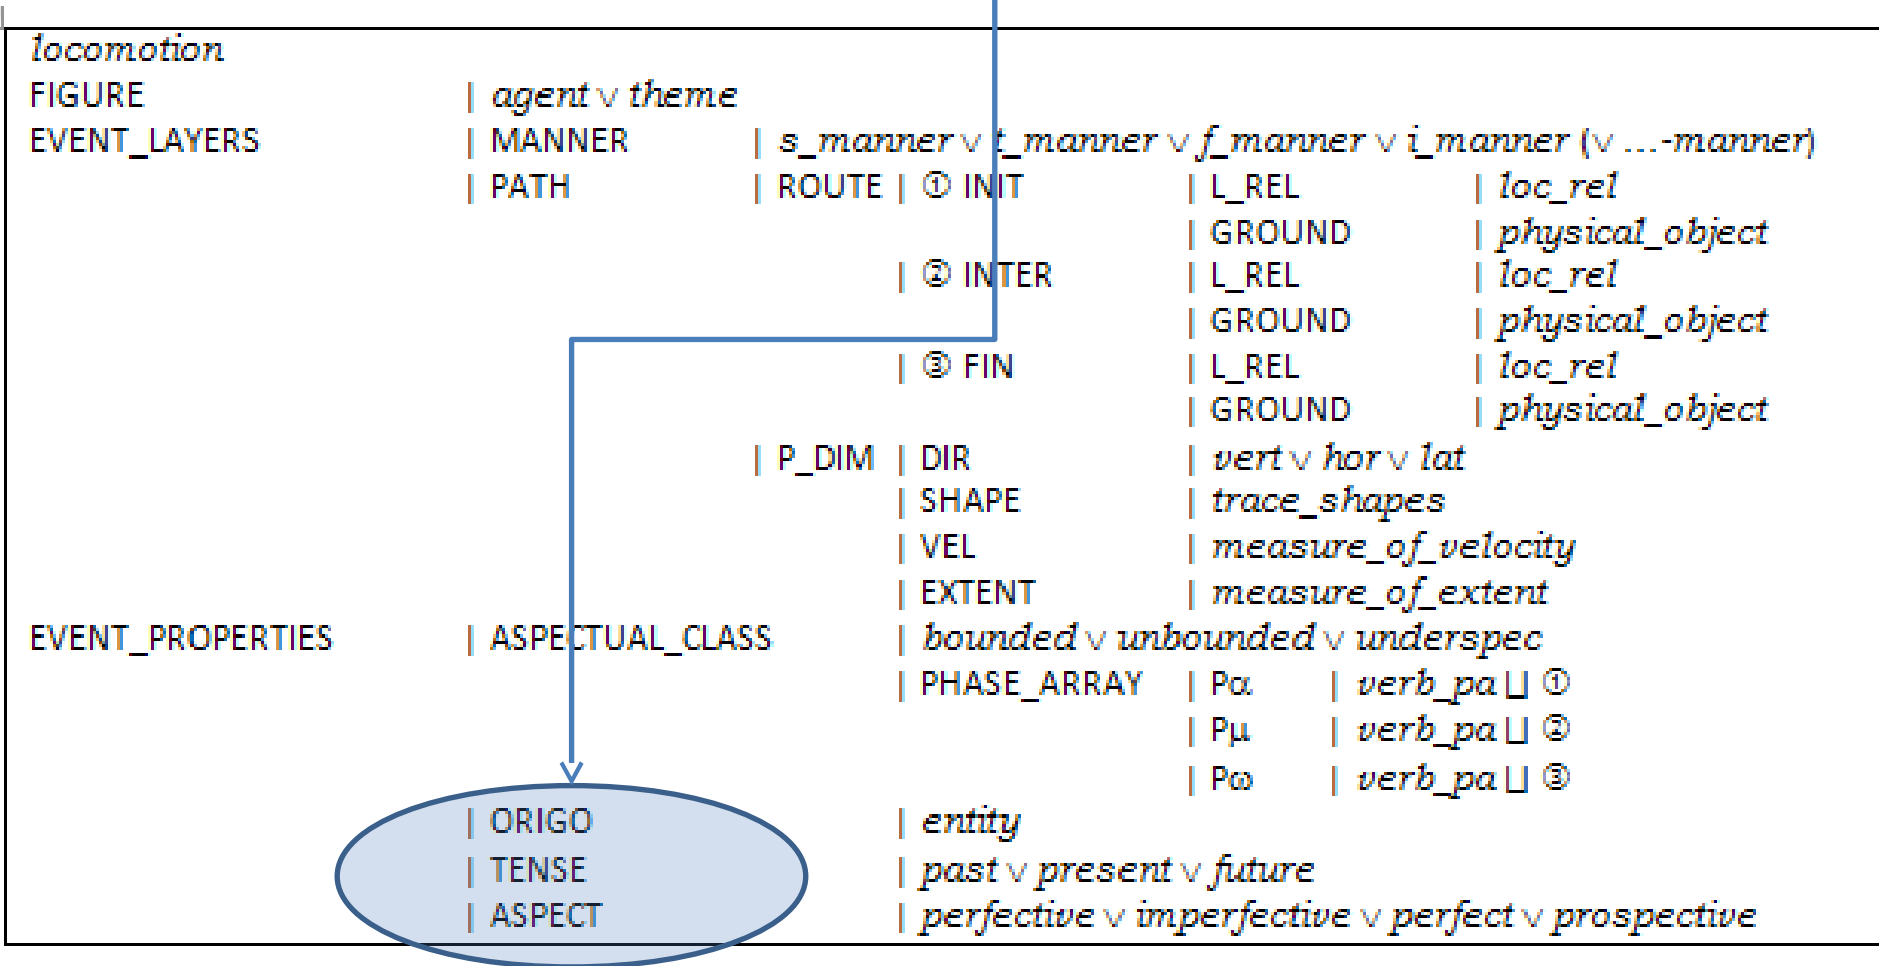 locomotion
FIGURE | agent ∨ theme
EVENT_LAYERS | MANNER | s_manner ∨ t_manner ∨ f_manner ∨ i_manner (∨ ...-manner)
| PATH | ROUTE | ① INIT | L_REL | loc_rel
| GROUND | physical_object
| ② INTER | L_REL | loc_rel
| GROUND | physical_object
| ③ FIN | L_REL | loc_rel
| GROUND | physical_object
| P_DIM | DIR | vert ∨ hor ∨ lat
| SHAPE | trace_shapes
| VEL | measure_of_velocity
| EXTENT | measure_of_extent
EVENT_PROPERTIES | ASPECTUAL_CLASS | bounded ∨ unbounded ∨ underspec
| PHASE_ARRAY | Pα | verb_pa ⊔ ①
| Pμ | verb_pa ⊔ ②
| Pω | verb_pa ⊔ ③
| ORIGO | entity
| TENSE | past ∨ present ∨ future
| ASPECT | perfective ∨ imperfective ∨ perfect ∨ prospective